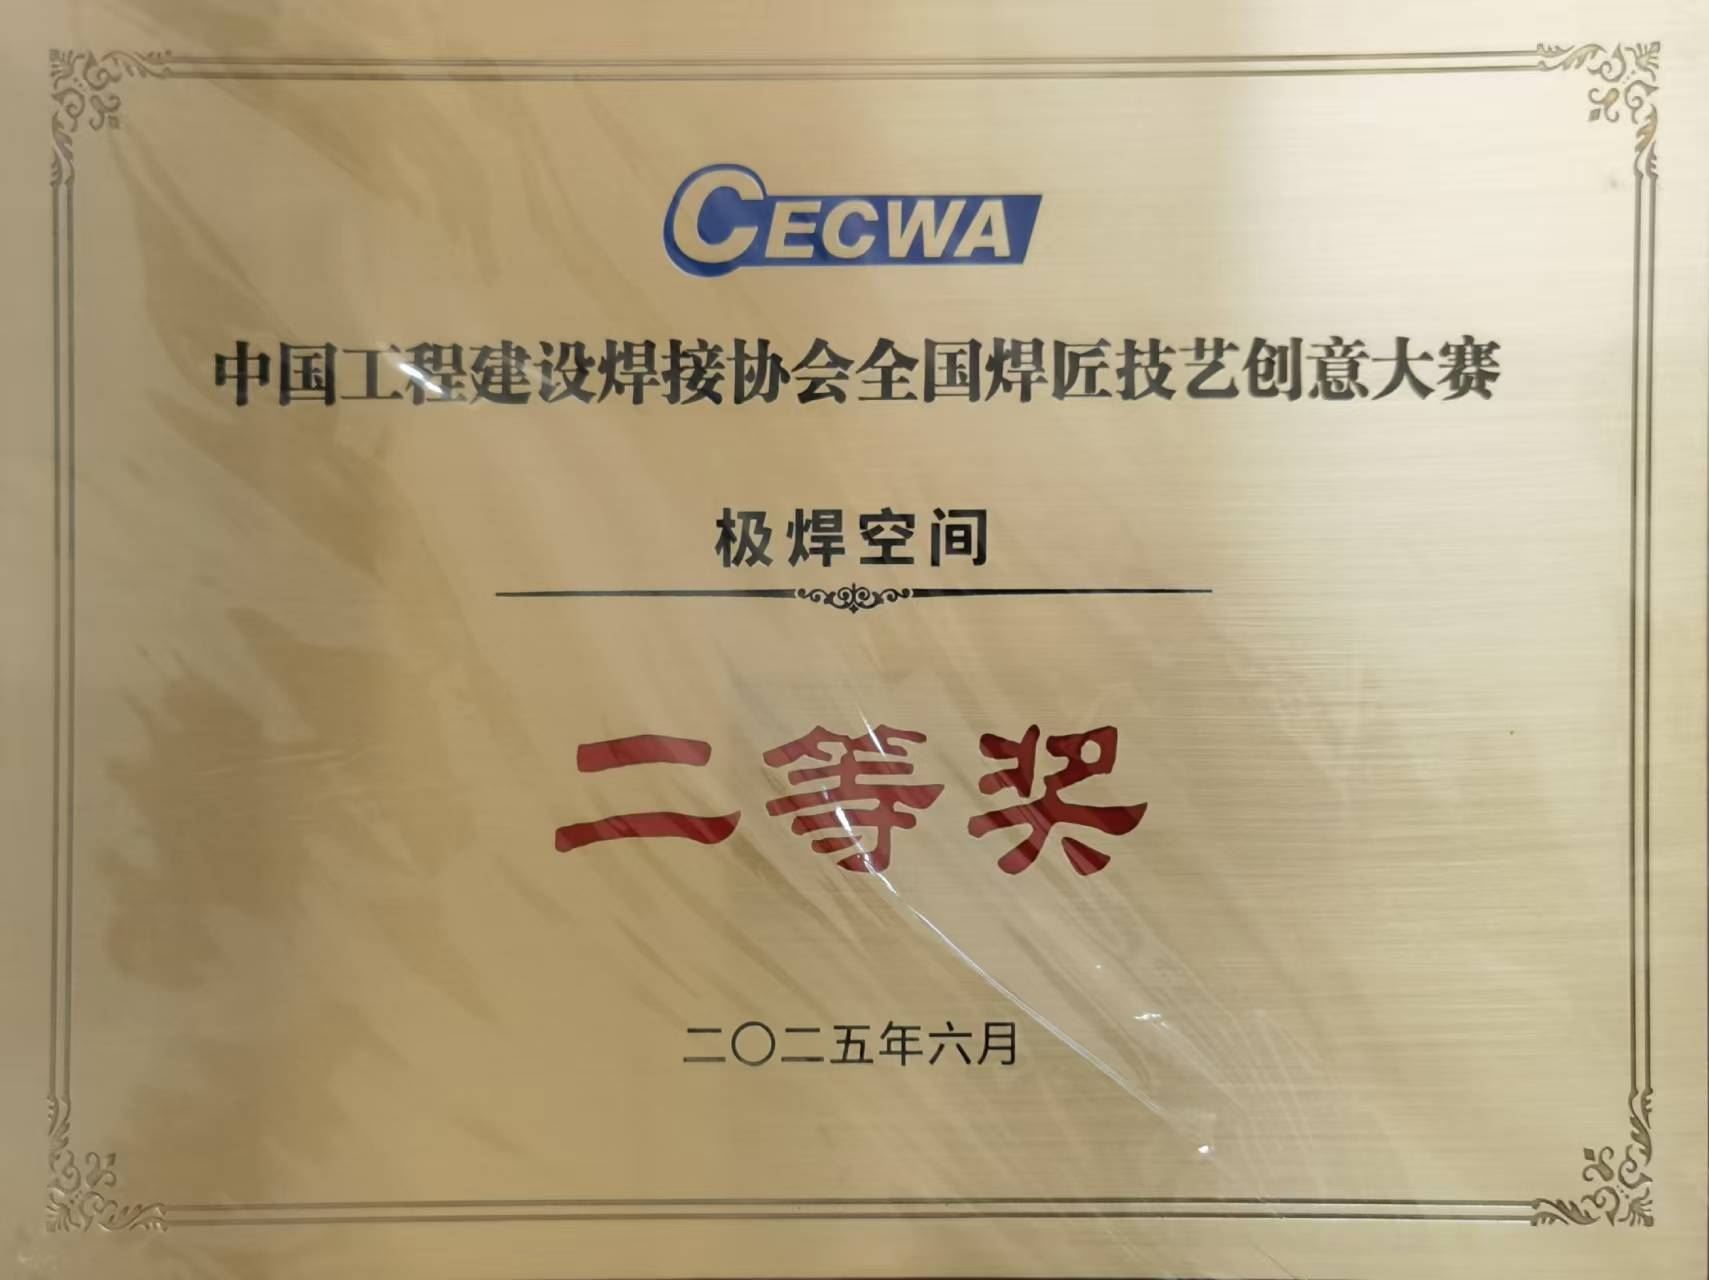 CECWA
中国工程建设焊接协会全国焊匠技艺创意大赛
极焊空间
二等奖
二〇二五年六月